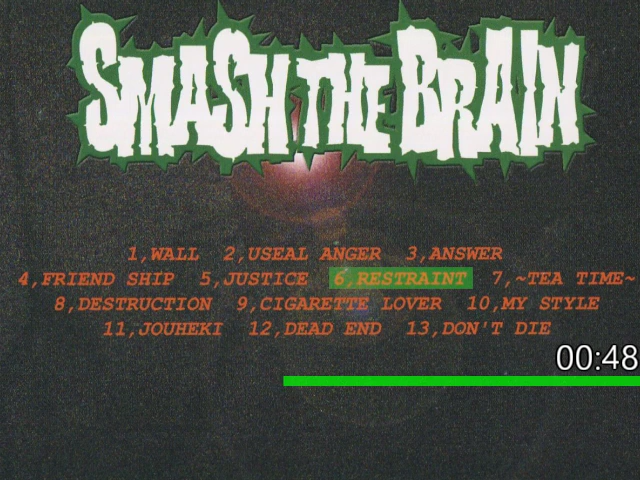 SMASH THE BRAIN
1,WALL 2,USEAL ANGER 3,ANSWER
4,FRIEND SHIP 5,JUSTICE 6,RESTRAINT 7,~TEA TIME~
8,DESTRUCTION 9,CIGARETTE LOVER 10,MY STYLE
11,JOUHEKI 12,DEAD END 13,DON'T DIE
00:48